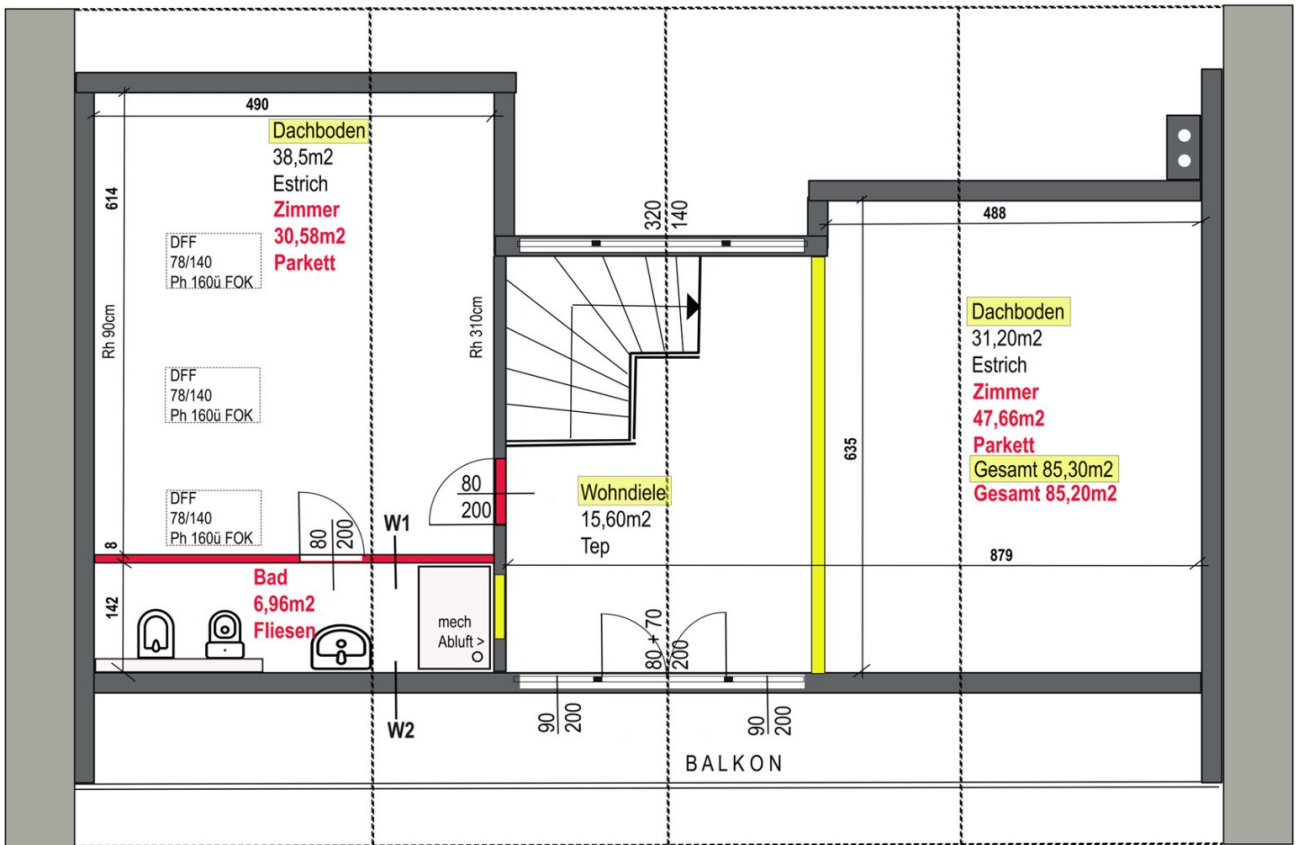 490
Dachboden
38,5m2
Estrich
Zimmer
30,58m2
Parkett
614
DFF
78/140
Ph 160ü FOK
Rh 90cm
Rh 310cm
DFF
78/140
Ph 160ü FOK
DFF
78/140
Ph 160ü FOK
80
200
80
200
W1
8
142
Bad
6,96m2
Fliesen
mech
Abluft >
W2
320
140
Wohndiele
15,60m2
Tep
80 + 70
200
90
200
90
200
BALKON
488
Dachboden
31,20m2
Estrich
Zimmer
47,66m2
Parkett
Gesamt 85,30m2
Gesamt 85,20m2
635
879